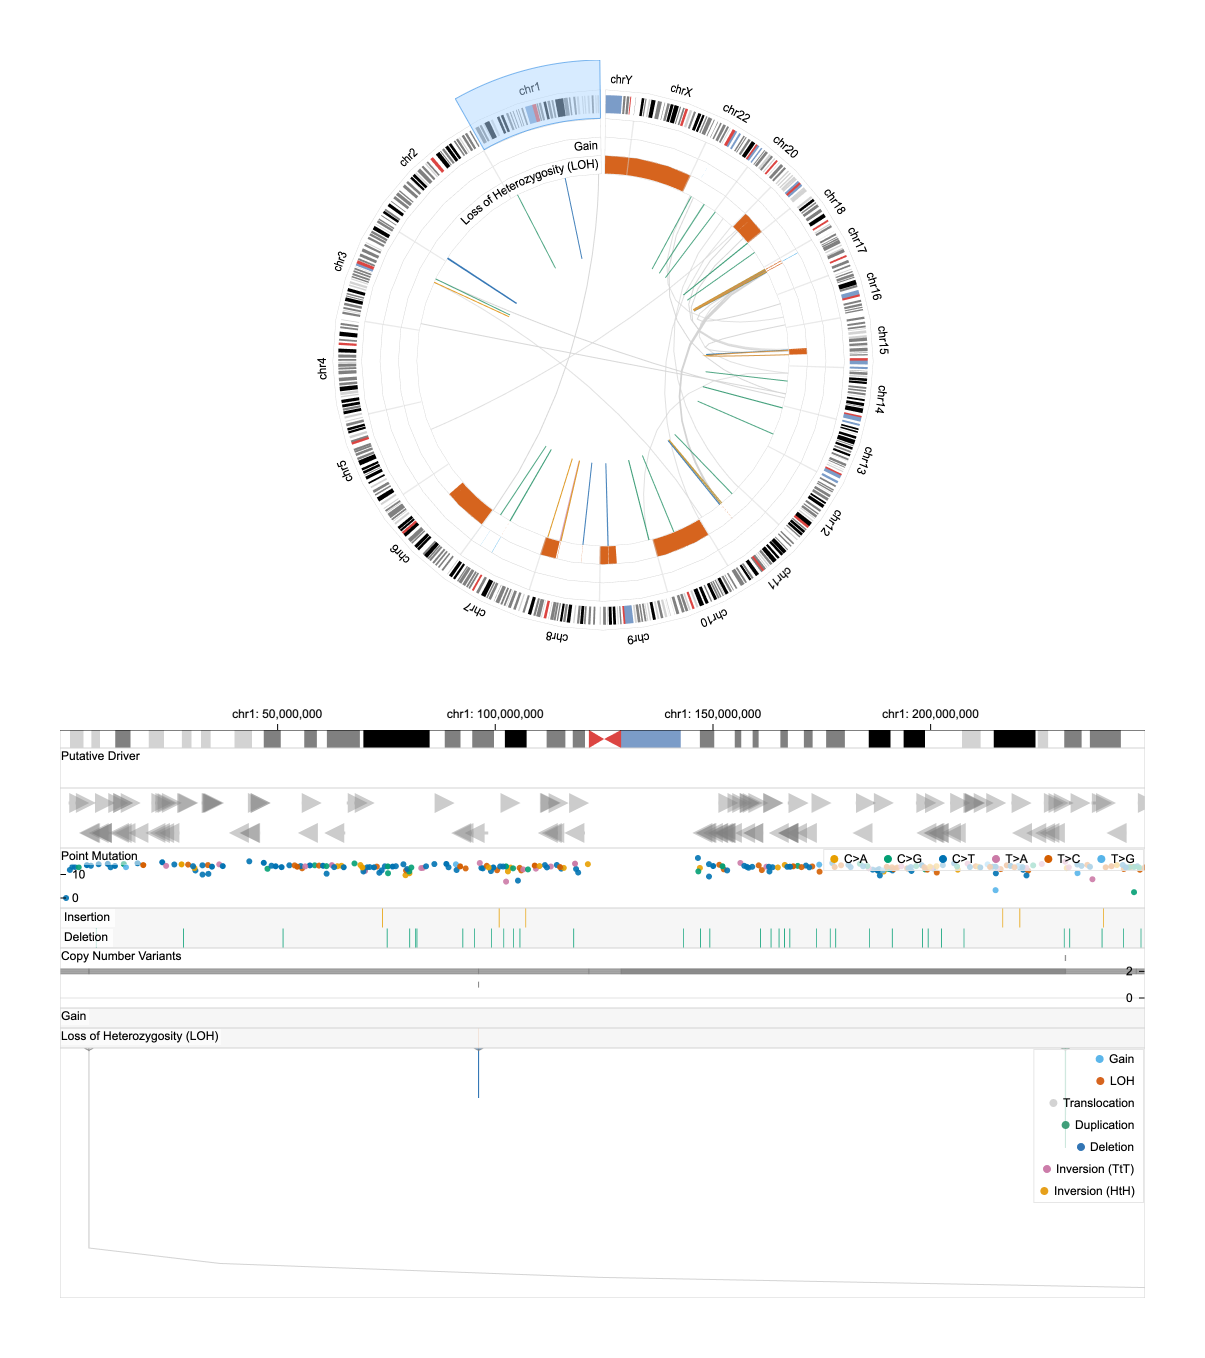 chr1
chrY
chrX
chr22
chr20
chr18
chr17
chr16
chr15
chr14
chr13
chr12
chr11
chr10
chr9
chr8
chr7
chr6
chr5
chr4
chr3
chr2
Gain
Loss of Heterozygosity (LOH)
chr1: 50,000,000 chr1: 100,000,000 chr1: 150,000,000 chr1: 200,000,000
Putative Driver
Point Mutation
C>A C>G C>T T>A T>C T>G
10
0
Insertion
Deletion
Copy Number Variants
2
0
Gain
Loss of Heterozygosity (LOH)
Gain
LOH
Translocation
Duplication
Deletion
Inversion (TtT)
Inversion (HtH)